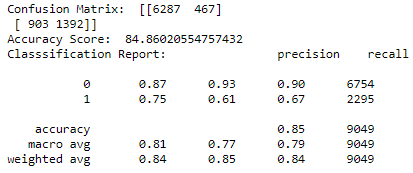 Confusion Matrix:  [[6287  467]
 [ 903 1392]]
Accuracy Score:  84.86020554757432
Classsification Report:               precision    recall
0       0.87      0.93      0.90      6754
1       0.75      0.61      0.67      2295
accuracy                           0.85      9049
macro avg       0.81      0.77      0.79      9049
weighted avg       0.84      0.85      0.84      9049